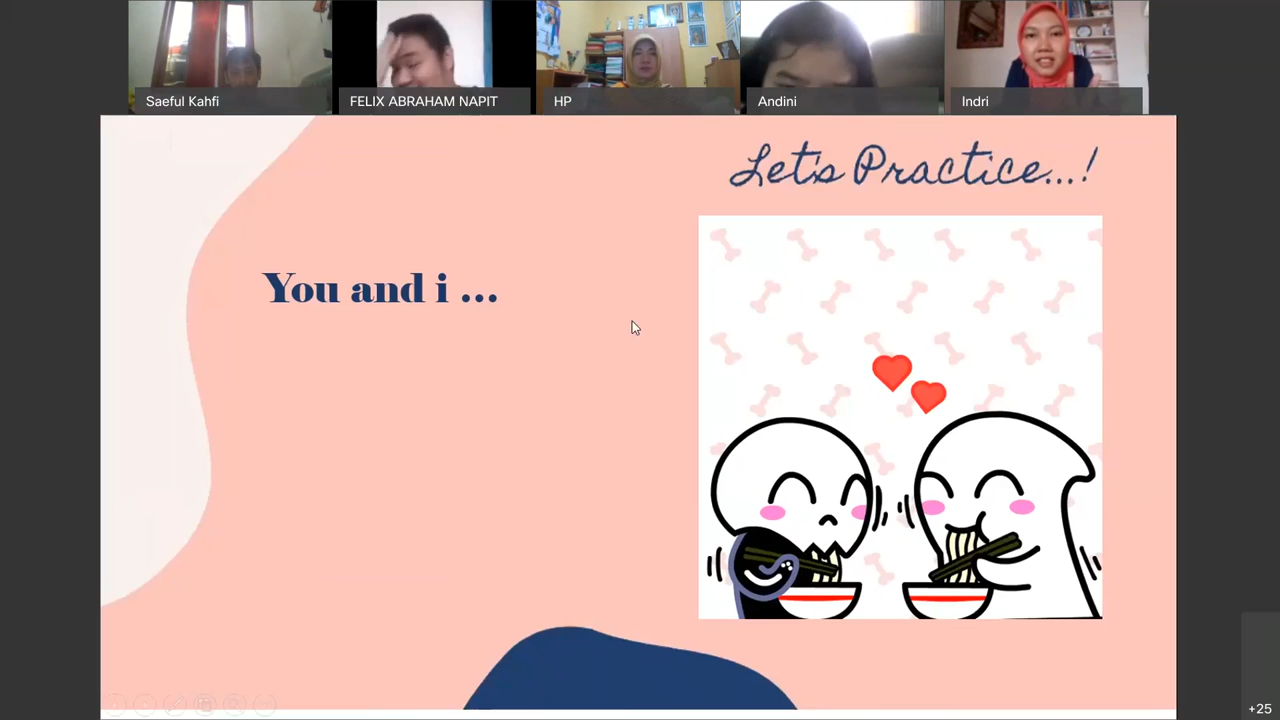 Saeful Kahfi
FELIX ABRAHAM NAPIT
HP
Andini
Indri
Let's Practice...!
You and i ...
+25